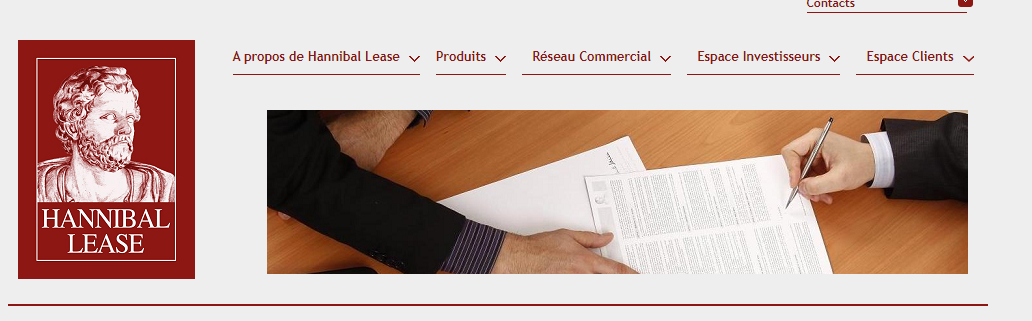 Contacts
A propos de Hannibal Lease
Produits
Réseau Commercial
Espace Investisseurs
Espace Clients
HANNIBAL
LEASE